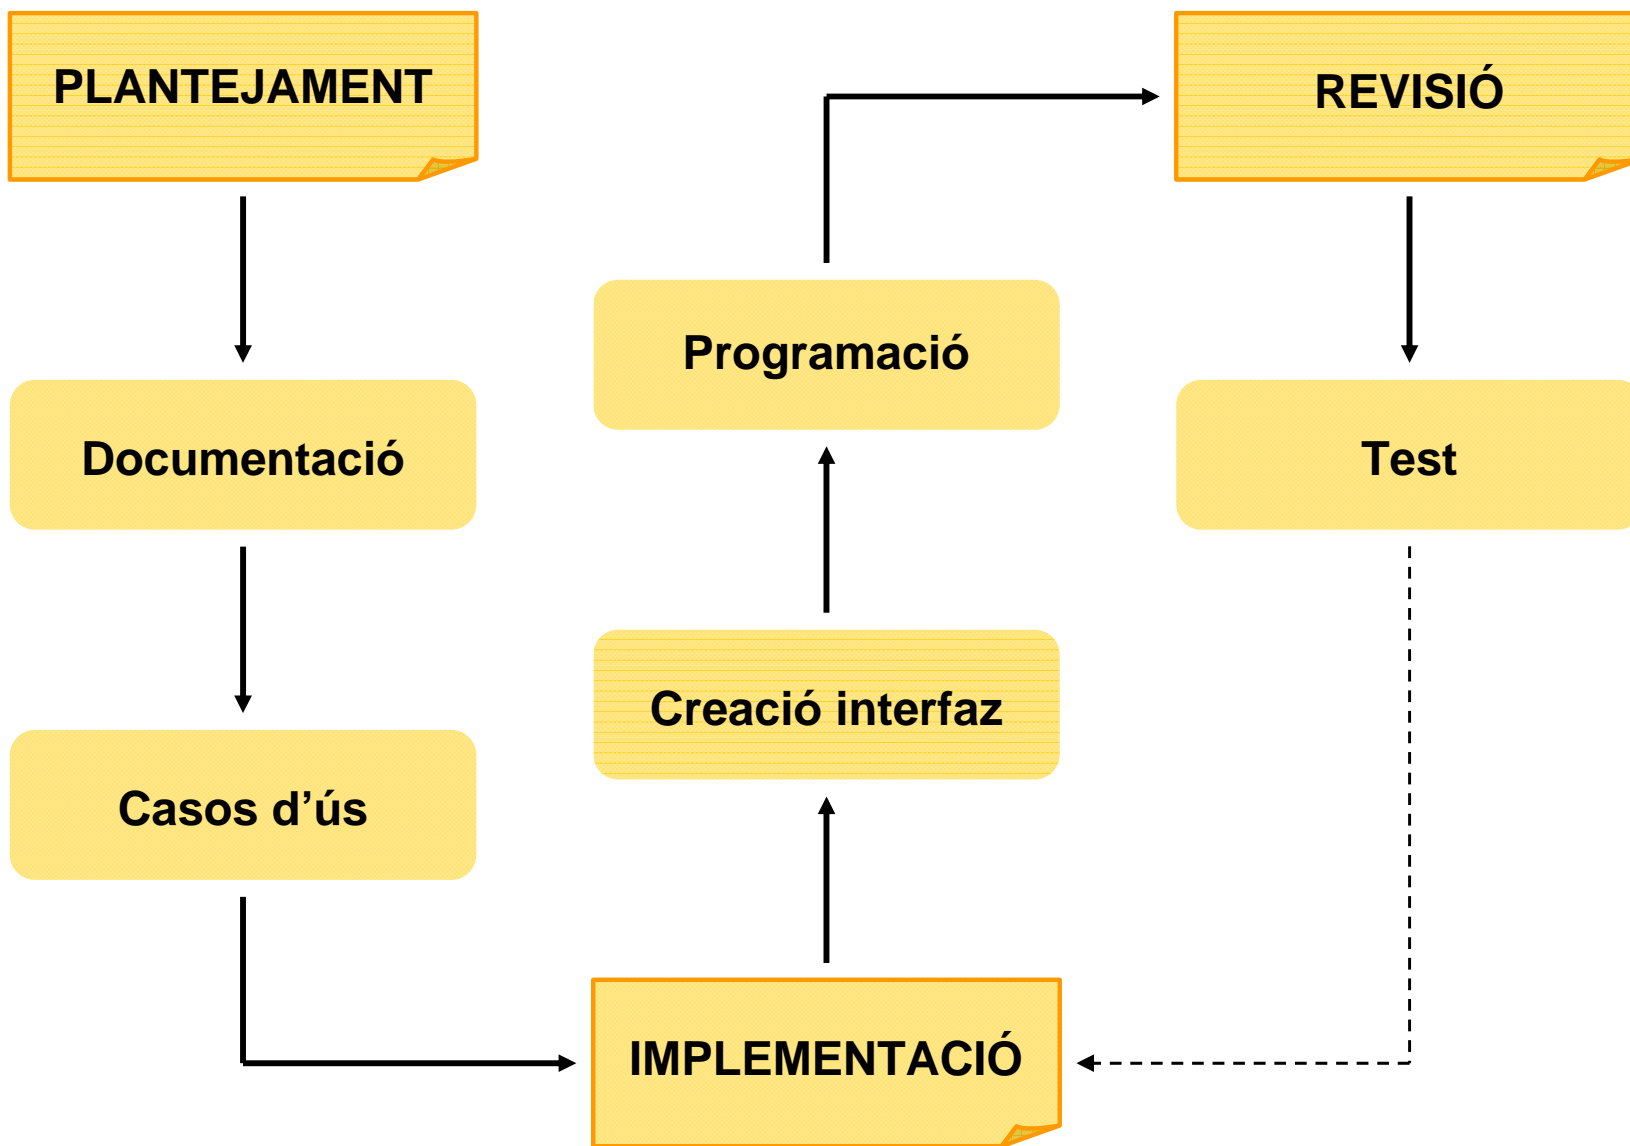 PLANTEJAMENT
Documentació
Casos d’ús
IMPLEMENTACIÓ
Creació interfaz
Programació
REVISIÓ
Test